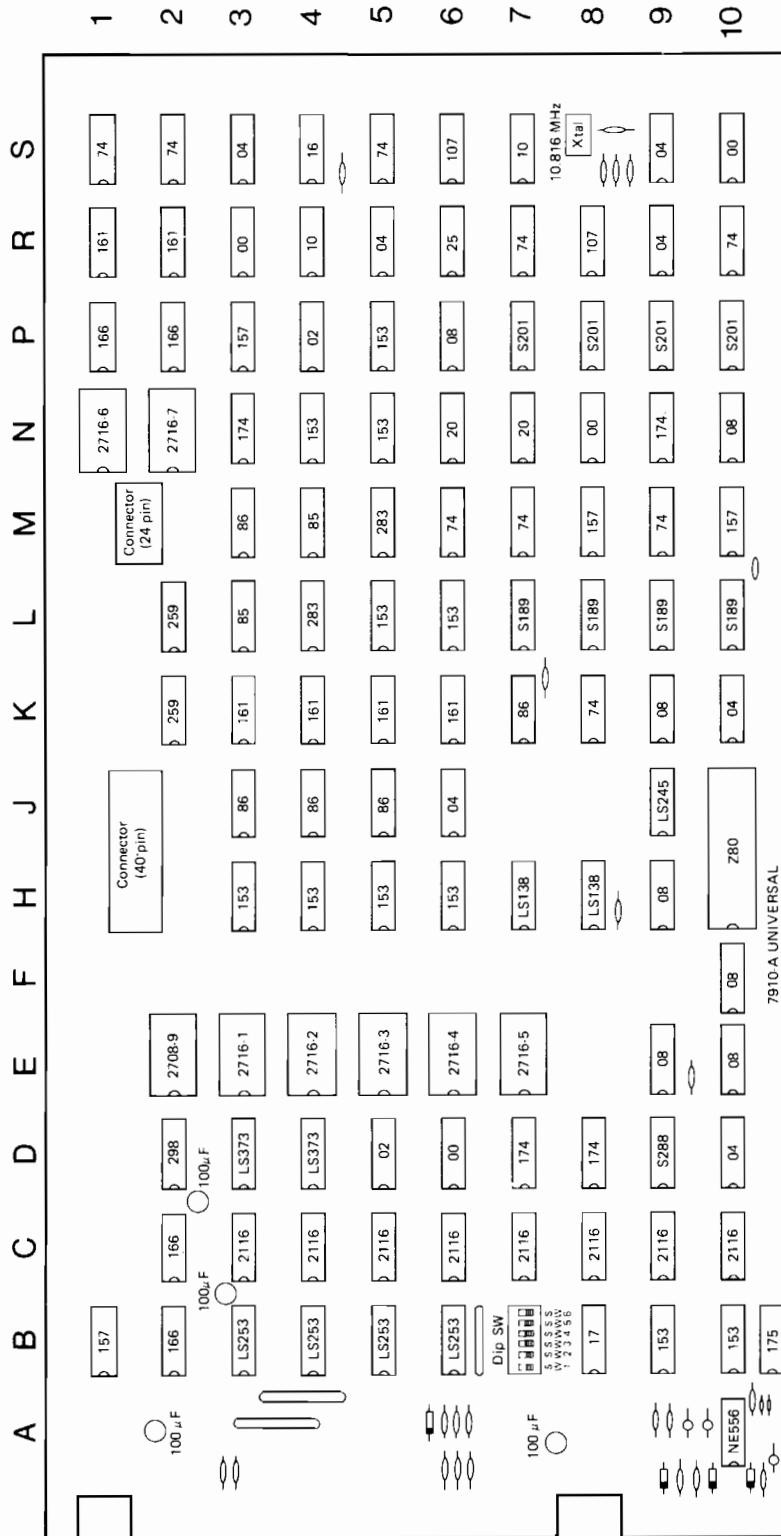 A B C D E F H J K L M N P R S
157 2716-6 166 161 74 1
Connector
(40-pin)
Connector
(24 pin)
100μF 166 166 298 2708-9 259 259 2716-7 166 161 74 2
100μF 100μF
LS253 2116 LS373 2716-1 153 86 161 85 86 174 157 00 04 3
LS253 2116 LS373 2716-2 153 86 161 283 85 153 02 10 16 4
LS253 2116 02 2716-3 153 86 161 153 283 153 153 04 74 5
LS253 2116 00 2716-4 153 04 161 153 74 20 08 25 107 6
Dip SW
2116 174 2716-5 LS138 86 S189 74 20 S201 74 10 7
S S S S S S
W W W W W W
1 2 3 4 5 6
10.816 MHz
100μF 17 2116 174 LS138 74 S189 157 00 S201 107 Xtal 8
153 2116 S288 08 08 LS245 08 S189 74 174 S201 04 04 9
NE556 153 2116 04 08 08 Z80 04 S189 157 08 S201 74 00 10
175
7910-A UNIVERSAL